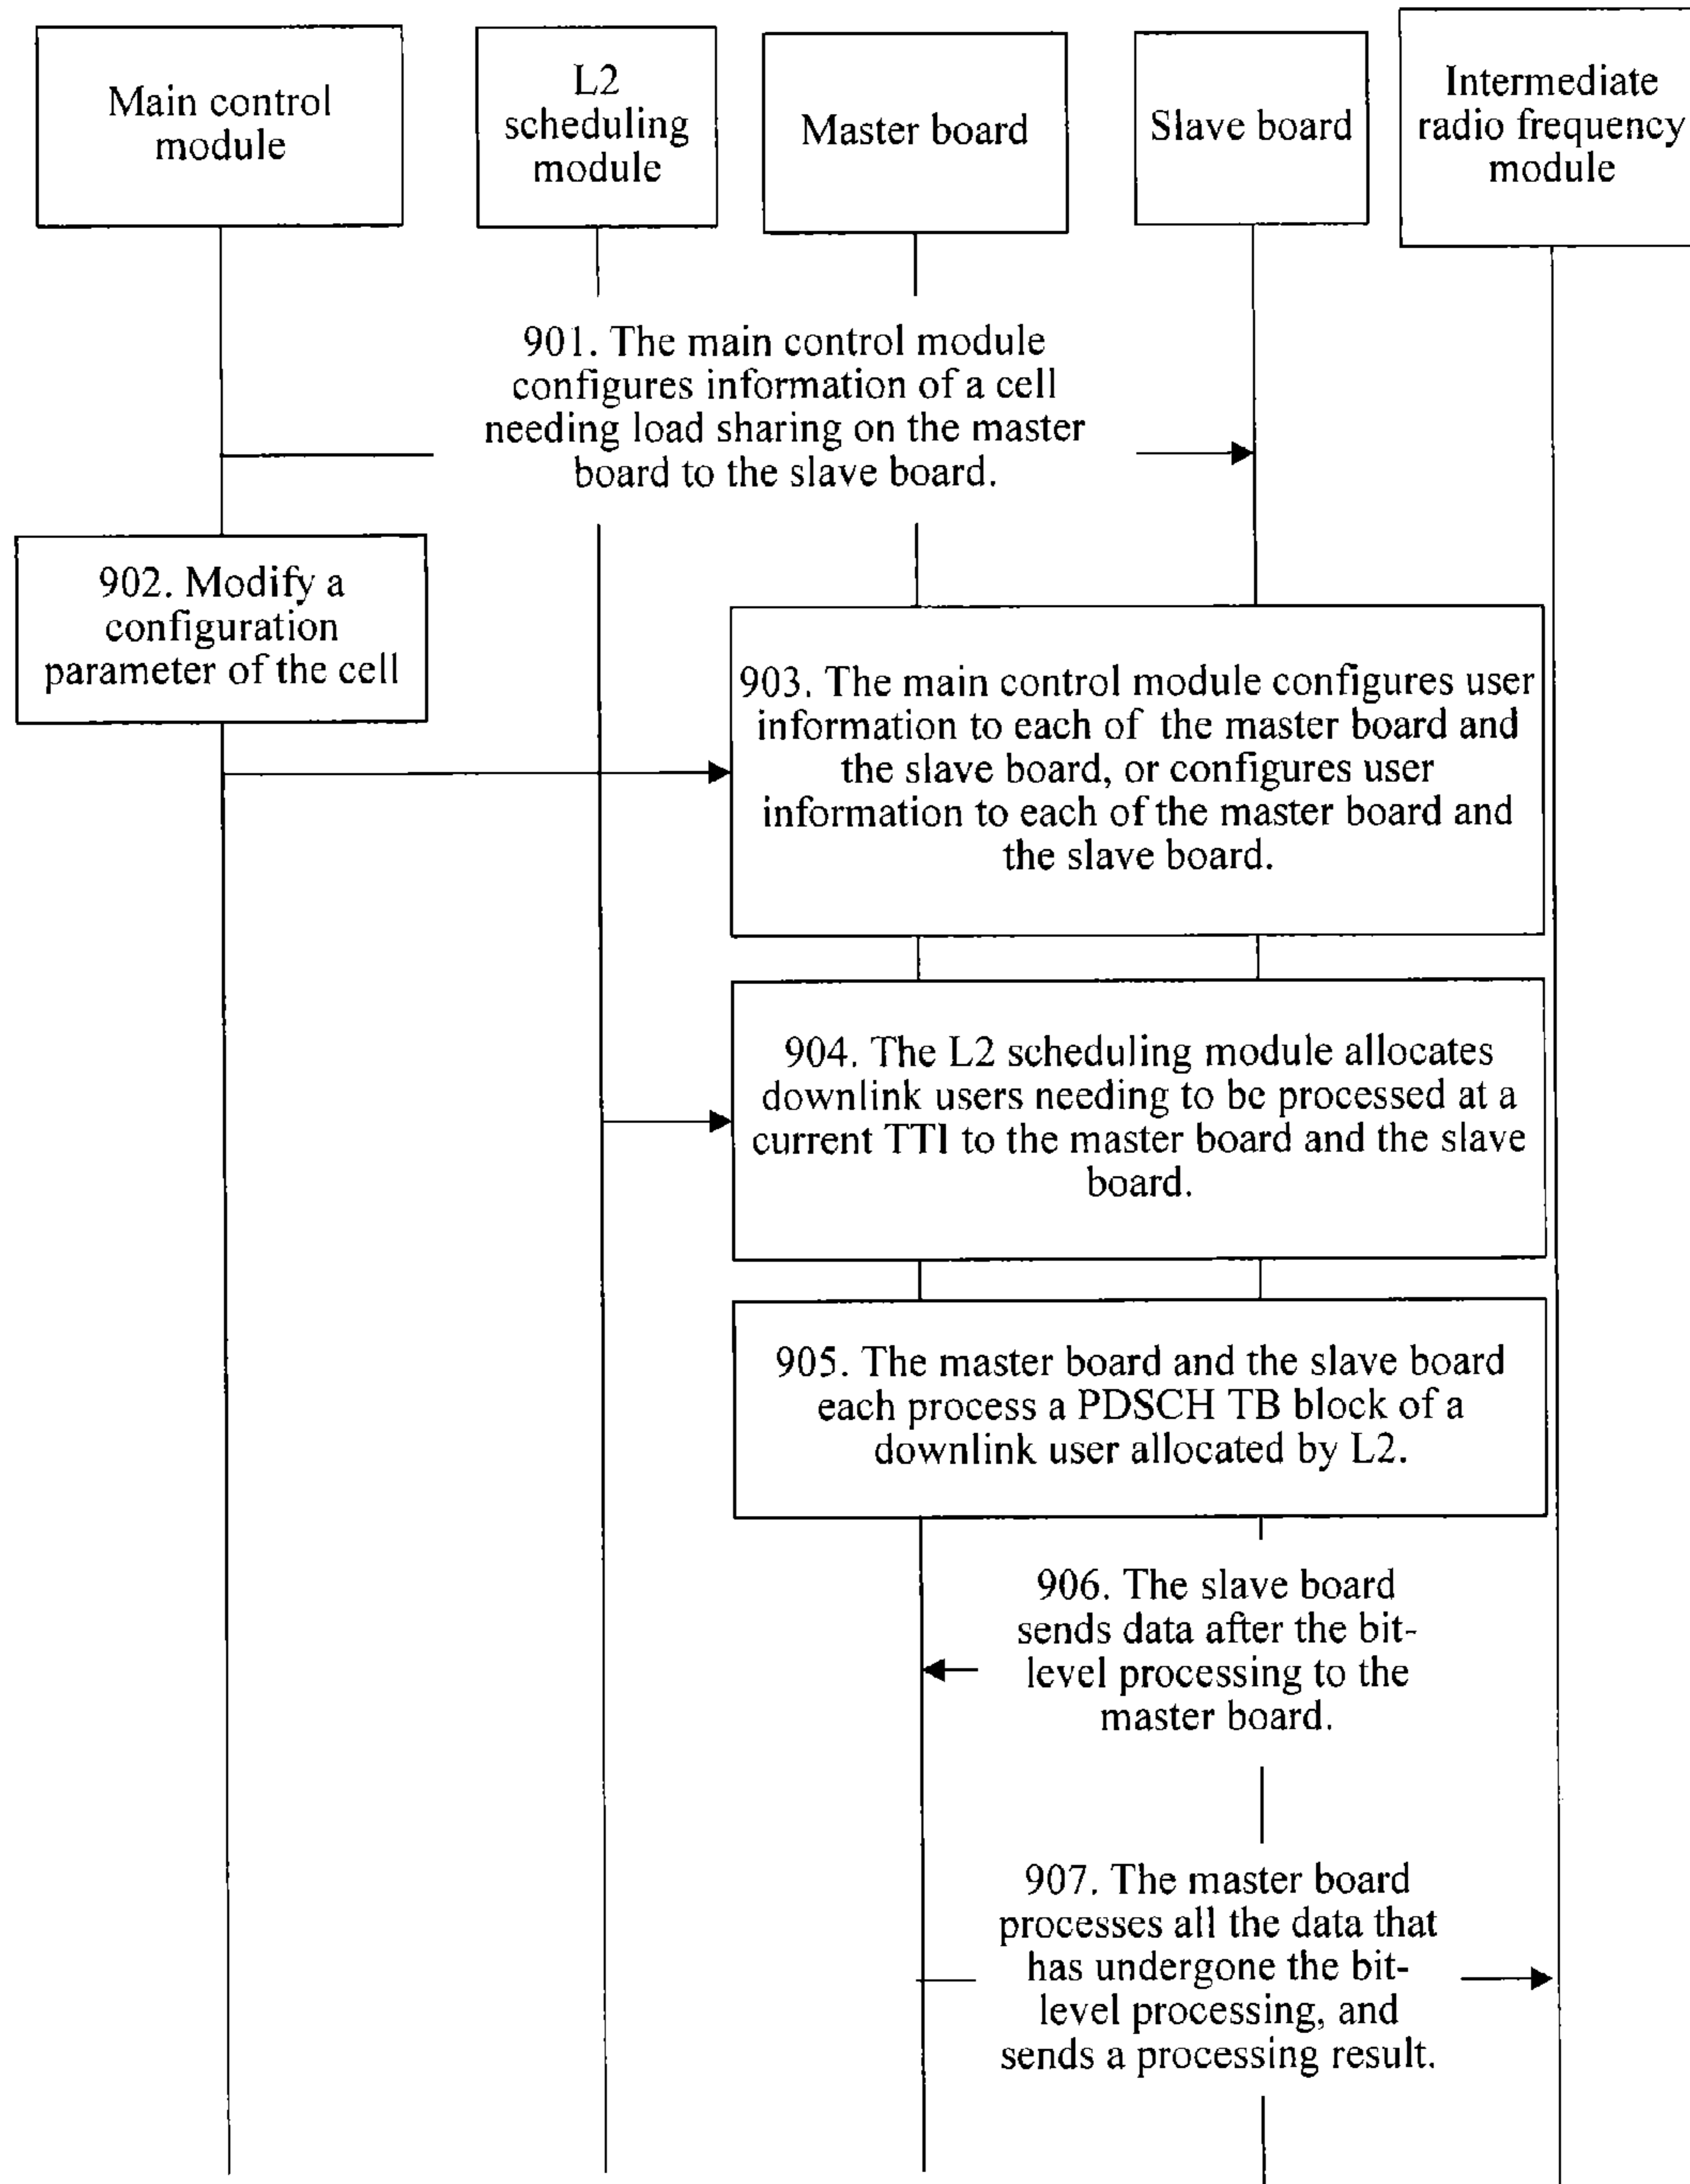 Main control
module
L2
scheduling
module
Master board
Slave board
Intermediate
radio frequency
module
901. The main control module
configures information of a cell
needing load sharing on the master
board to the slave board.
902. Modify a
configuration
parameter of the cell
903. The main control module configures user
information to each of the master board and
the slave board, or configures user
information to each of the master board and
the slave board.
904. The L2 scheduling module allocates
downlink users needing to be processed at a
current TTI to the master board and the slave
board.
905. The master board and the slave board
each process a PDSCH TB block of a
downlink user allocated by L2.
906. The slave board
sends data after the bit-
level processing to the
master board.
907. The master board
processes all the data that
has undergone the bit-
level processing, and
sends a processing result.